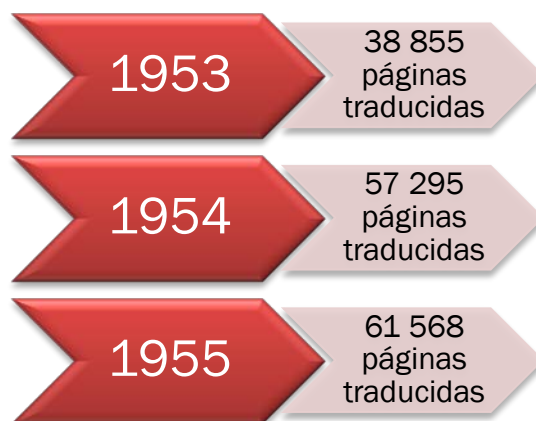 1953
38 855
páginas
traducidas
1954
57 295
páginas
traducidas
1955
61 568
páginas
traducidas